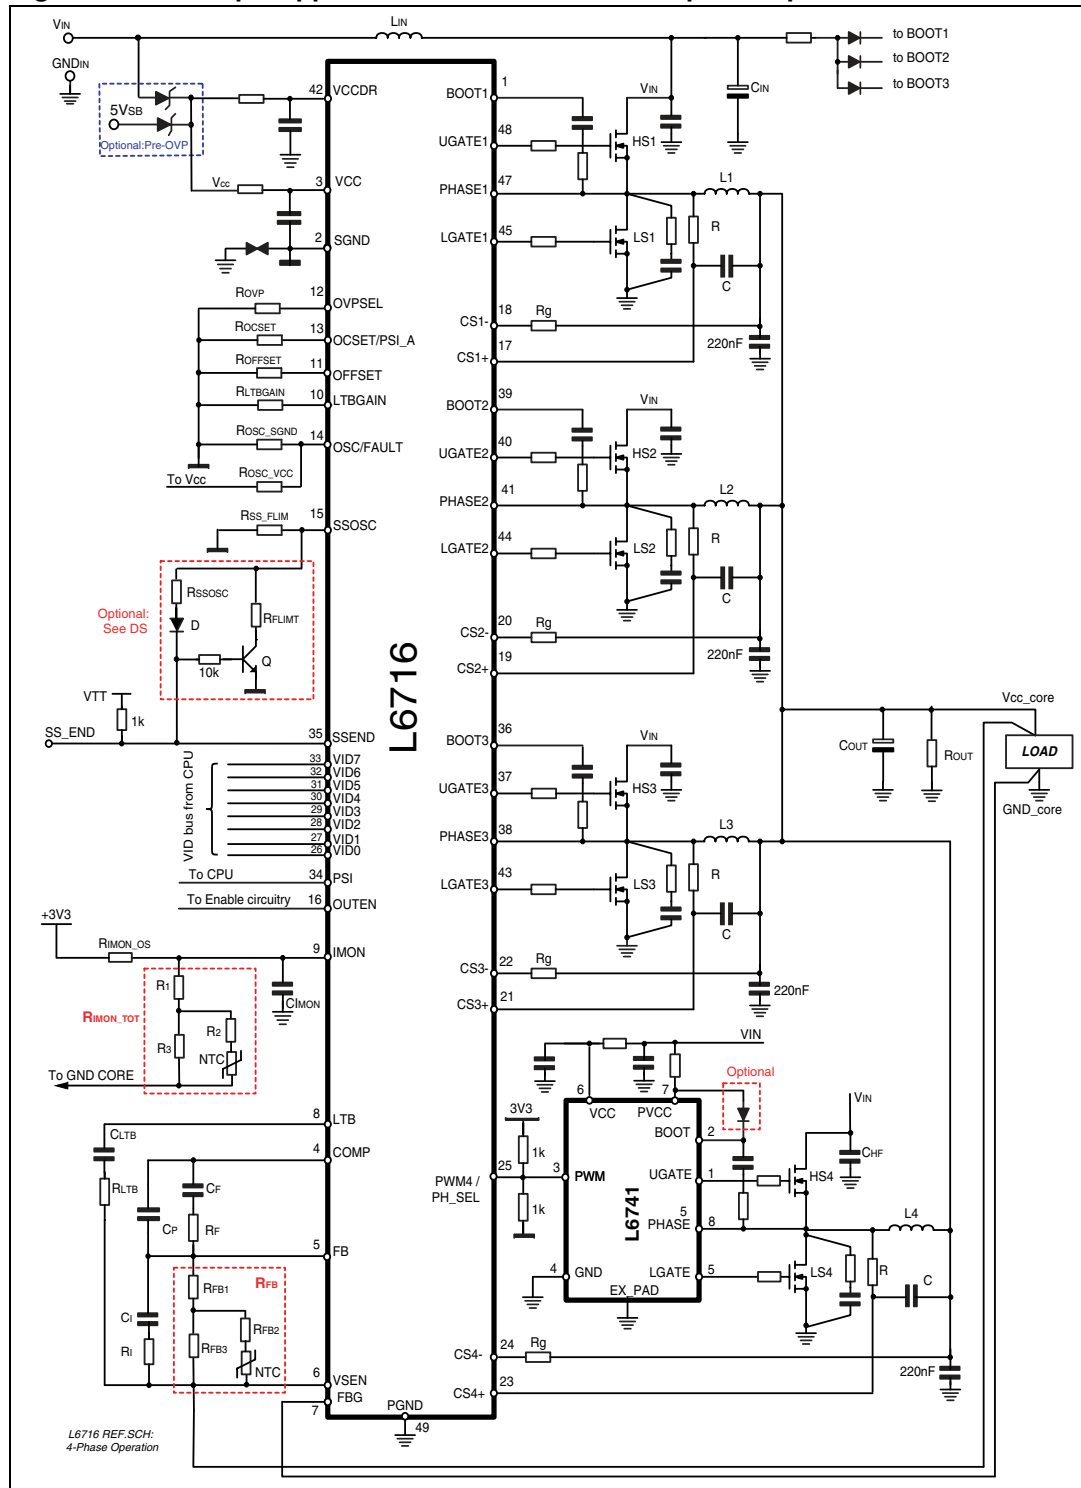 VIN
LIN
to BOOT1
to BOOT2
to BOOT3
GNDIN
5VSB
Optional:Pre-OVP
CIN
VIN
42
VCCDR
1
BOOT1
48
UGATE1
HS1
Vcc
3
VCC
47
PHASE1
L1
2
SGND
45
LGATE1
LS1
R
C
ROVP
12
OVPSEL
ROCSET
13
OCSET/PSI_A
18
CS1-
Rg
220nF
17
CS1+
ROFFSET
11
OFFSET
RLTBGAIN
10
LTBGAIN
39
BOOT2
VIN
ROSC_SGND
14
OSC/FAULT
40
UGATE2
HS2
ROSC_VCC
To Vcc
41
PHASE2
L2
RSS_FLIM
15
SSOSC
44
LGATE2
LS2
R
C
Optional:
See DS
RSSOSC
D
RFLIMT
10k
Q
20
CS2-
Rg
220nF
19
CS2+
L6716
VTT
1k
SS_END
35
SSEND
36
BOOT3
VIN
Vcc_core
COUT
ROUT
LOAD
GND_core
VID bus from CPU
33
VID7
32
VID6
31
VID5
30
VID4
29
VID3
28
VID2
27
VID1
26
VID0
37
UGATE3
HS3
38
PHASE3
L3
To CPU
34
PSI
43
LGATE3
LS3
R
C
To Enable circuitry
16
OUTEN
+3V3
RIMON_OS
9
IMON
CIMON
22
CS3-
Rg
220nF
21
CS3+
R1
RIMON_TOT
R2
R3
NTC
To GND CORE
VIN
Optional
6
7
VCC
PVCC
VIN
8
LTB
CLTB
3V3
1k
BOOT
2
CHF
4
COMP
25
PWM4 /
PH_SEL
3
PWM
UGATE
1
HS4
RLTB
CF
1k
L6741
5
PHASE
8
L4
CP
RF
5
FB
4
GND
LGATE
5
LS4
R
C
EX_PAD
RFB1
RFB
CI
RFB2
RI
RFB3
NTC
24
CS4-
Rg
220nF
23
CS4+
6
VSEN
FBG
7
PGND
49
L6716 REF.SCH:
4-Phase Operation